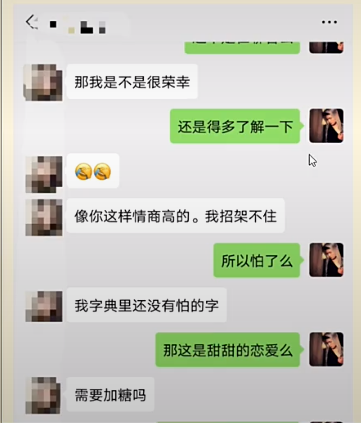 那我是不是很荣幸
还是得多了解一下
像你这样情商高的。我招架不住
所以怕了么
我字典里还没有怕的字
那这是甜甜的恋爱么
需要加糖吗